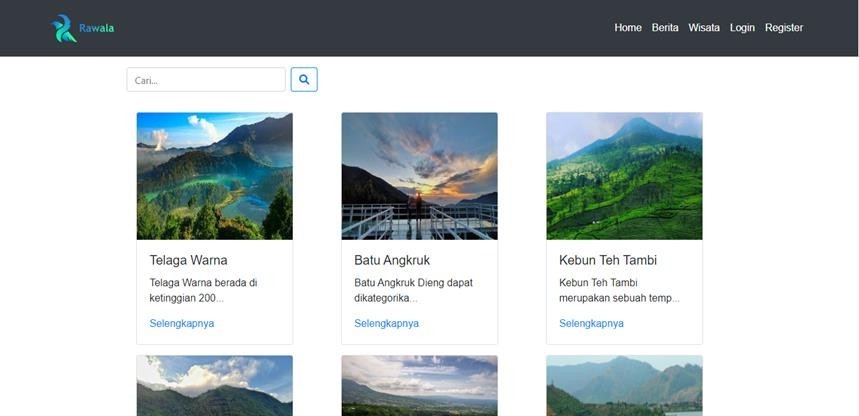 Rawala
Home Berita Wisata Login Register
Cari...
Telaga Warna
Telaga Warna berada di
ketinggian 200...
Selengkapnya
Batu Angkruk
Batu Angkruk Dieng dapat
dikategorika...
Selengkapnya
Kebun Teh Tambi
Kebun Teh Tambi
merupakan sebuah temp...
Selengkapnya